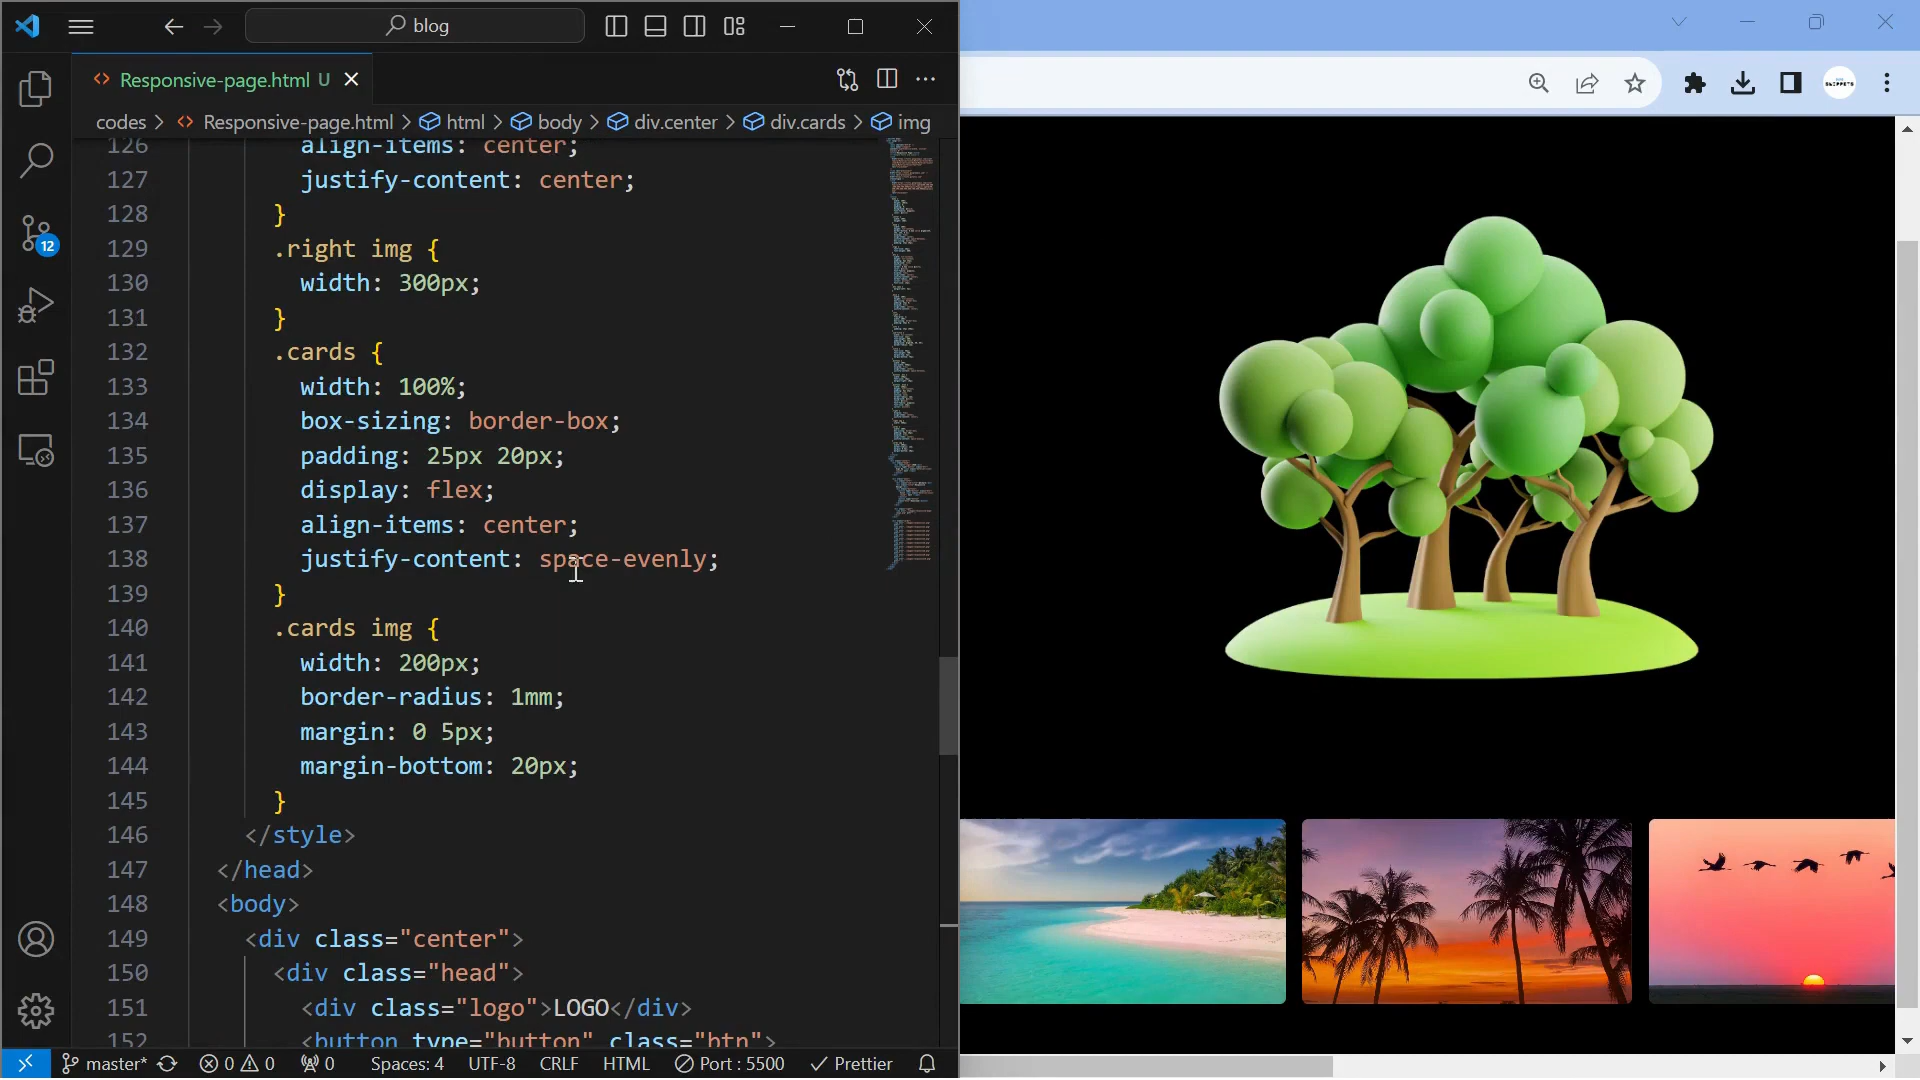 blog
Responsive-page.html U
codes > Responsive-page.html > html > body > div.center > div.cards > img
126 align-items: center;
127 justify-content: center;
128 }
129 .right img {
130 width: 300px;
131 }
132 .cards {
133 width: 100%;
134 box-sizing: border-box;
135 padding: 25px 20px;
136 display: flex;
137 align-items: center;
138 justify-content: space-evenly;
139 }
140 .cards img {
141 width: 200px;
142 border-radius: 1mm;
143 margin: 0 5px;
144 margin-bottom: 20px;
145 }
146 </style>
147 </head>
148 <body>
149 <div class="center">
150 <div class="head">
151 <div class="logo">LOGO</div>
152 <button type="button" class="btn">
12
master* 0 0 0 Spaces: 4 UTF-8 CRLF HTML Port : 5500 Prettier